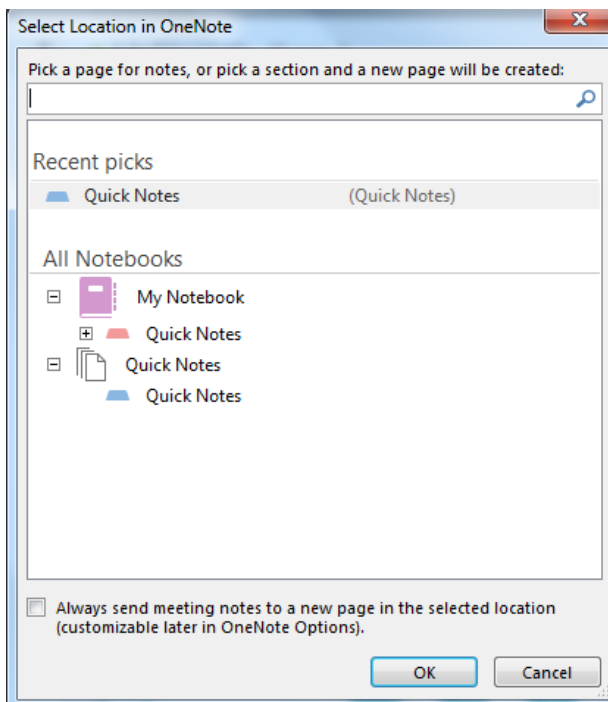 Select Location in OneNote
Pick a page for notes, or pick a section and a new page will be created:
Recent picks
Quick Notes (Quick Notes)
All Notebooks
My Notebook
Quick Notes
Quick Notes
Quick Notes
Always send meeting notes to a new page in the selected location
(customizable later in OneNote Options).
OK Cancel